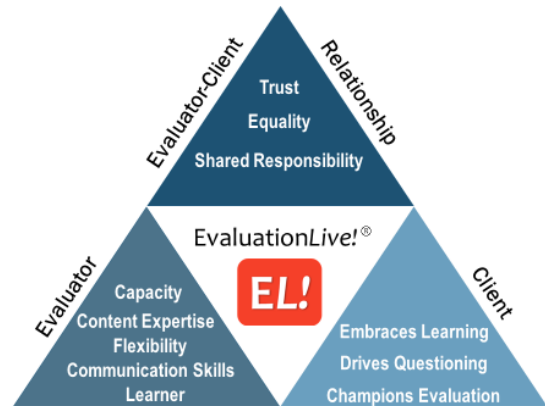 Evaluator-Client
Relationship
Trust
Equality
Shared Responsibility
EvaluationLive!®
EL!
Evaluator
Capacity
Content Expertise
Flexibility
Communication Skills
Learner
Client
Embraces Learning
Drives Questioning
Champions Evaluation